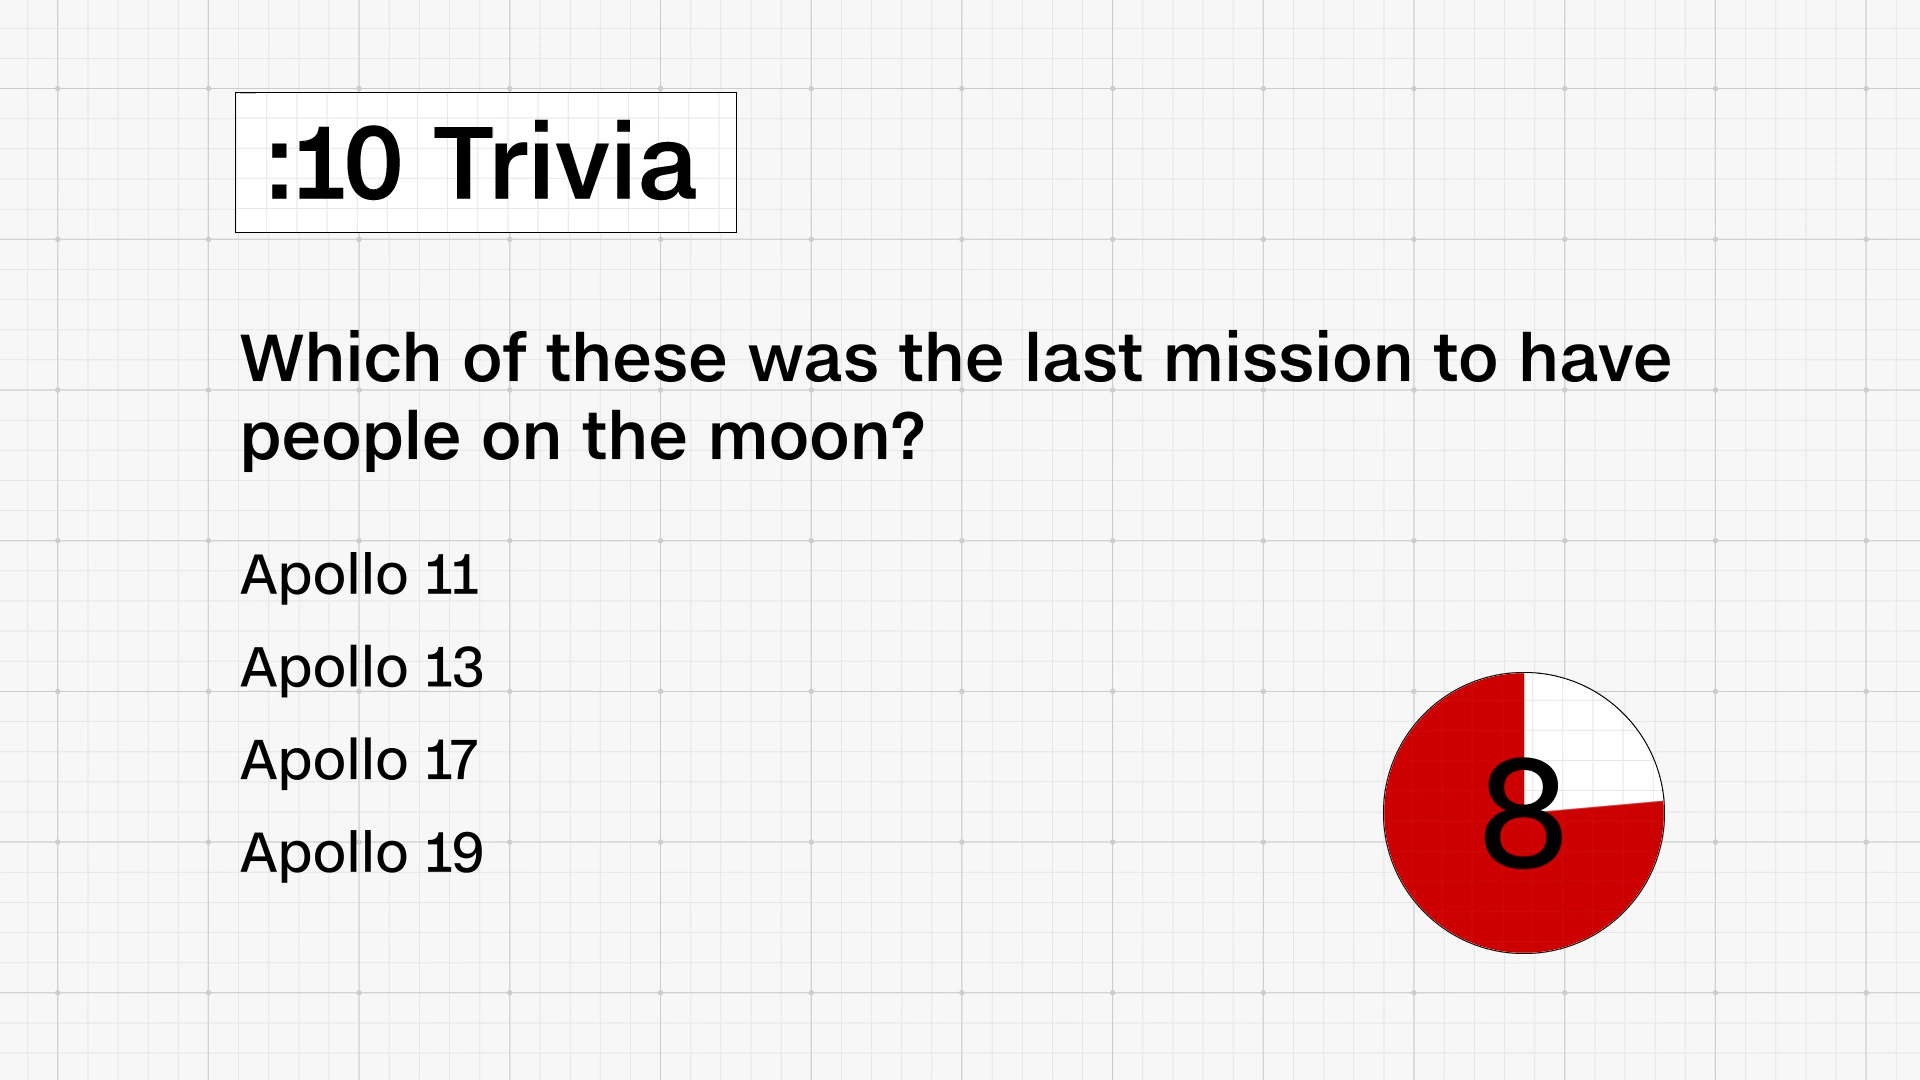 :10 Trivia
Which of these was the last mission to have
people on the moon?
Apollo 11
Apollo 13
Apollo 17
Apollo 19
8